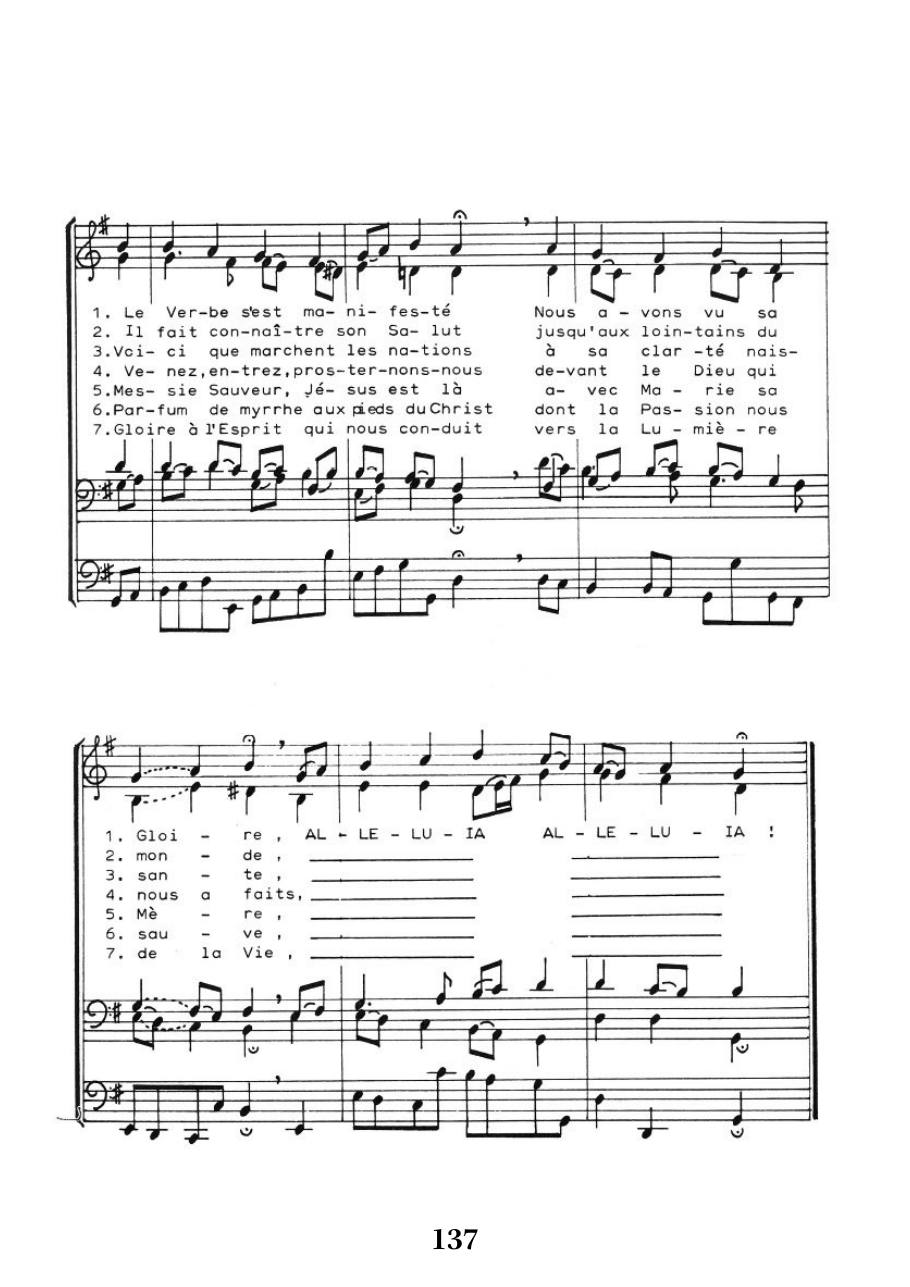 1. Le Ver-be s'est ma- ni- fes-té Nous a - vons vu sa
2. Il fait con-naî-tre son Sa- lut jusqu'aux loin-tains du
3.Voi- ci que marchent les na-tions à sa clar -té nais-
4. Ve- nez,en-trez,pros-ter-nons-nous de-vant le Dieu qui
5.Mes- sie Sauveur, Jé- sus est là a- vec Ma- rie sa
6.Par-fum de myrrhe aux pieds du Christ dont la Pas- sion nous
7.Gloire à l'Esprit qui nous con-duit vers la Lu - miè - re
1. Gloi - re , AL - LE - LU - IA AL - LE - LU - IA !
2. mon - de ,
3. san - te ,
4. nous a faits,
5. Mè - re ,
6. sau - ve ,
7. de la Vie ,
137